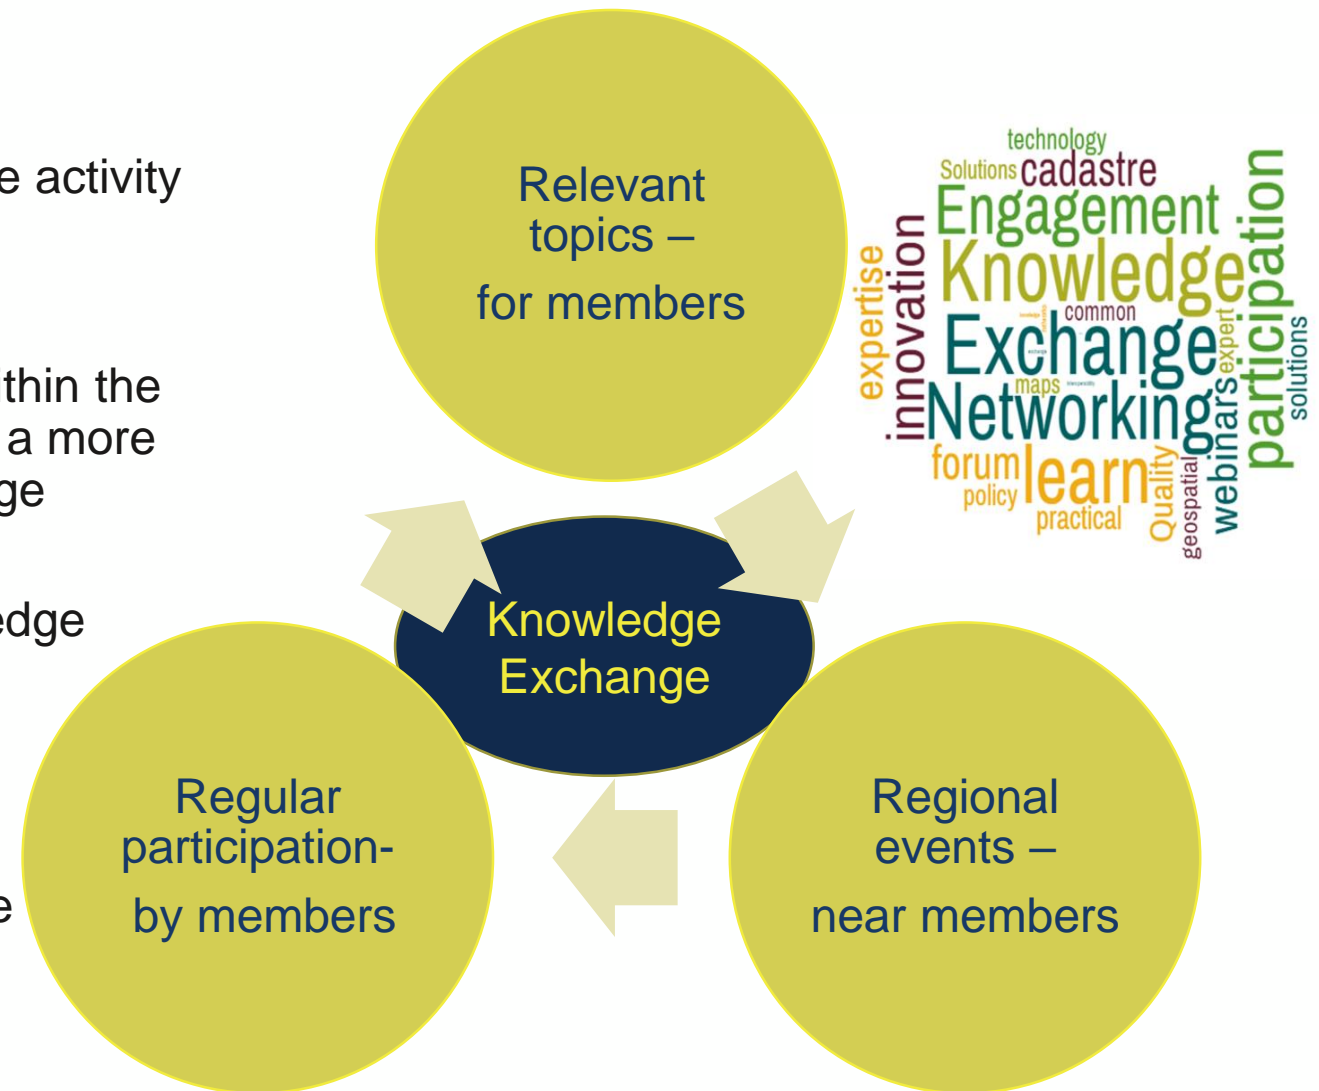 e activity
ithin the
a more
ge
edge
e
Relevant
topics –
for members
Knowledge
Exchange
Regular
participation-
by members
Regional
events –
near members
technology
Solutions cadastre
Engagement
Knowledge
common
Exchange
maps
Networking
forum learn
policy
practical
expertise
innovation
Quality
geospatial
webinars
expert
participation
solutions